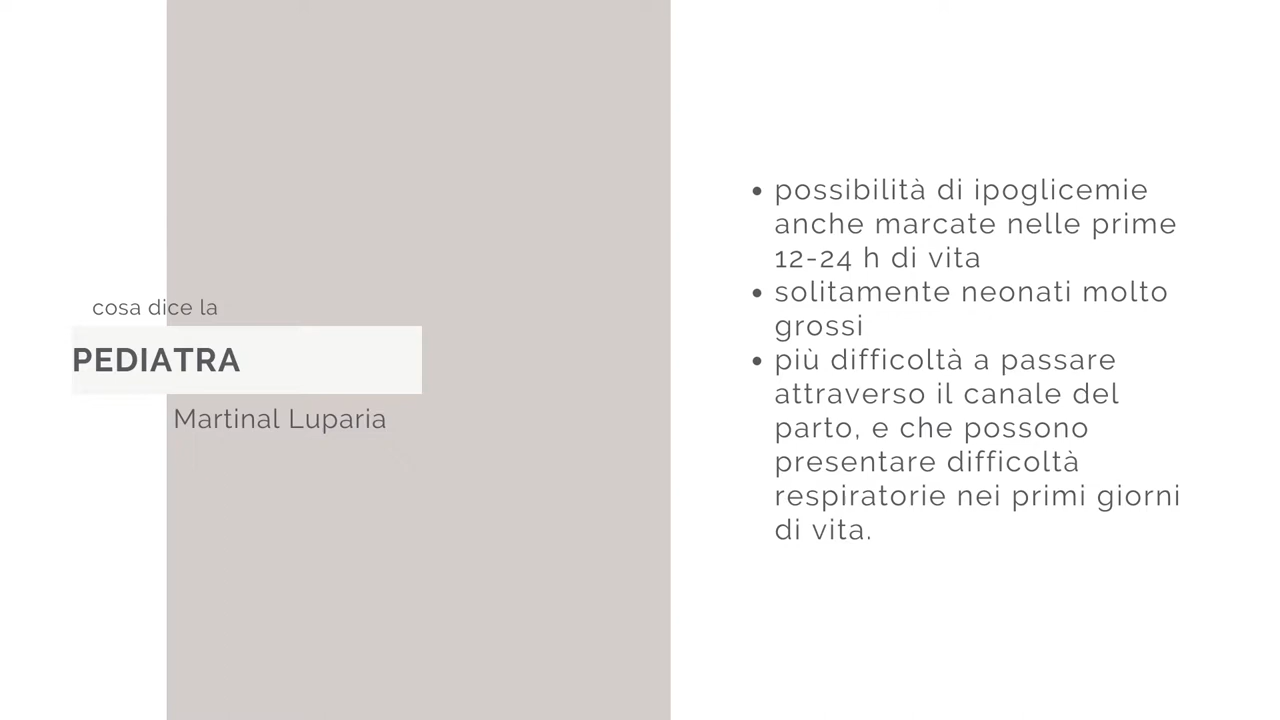 cosa dice la
PEDIATRA
Martinal Luparia
• possibilità di ipoglicemie
anche marcate nelle prime
12-24 h di vita
• solitamente neonati molto
grossi
• più difficoltà a passare
attraverso il canale del
parto, e che possono
presentare difficoltà
respiratorie nei primi giorni
di vita.